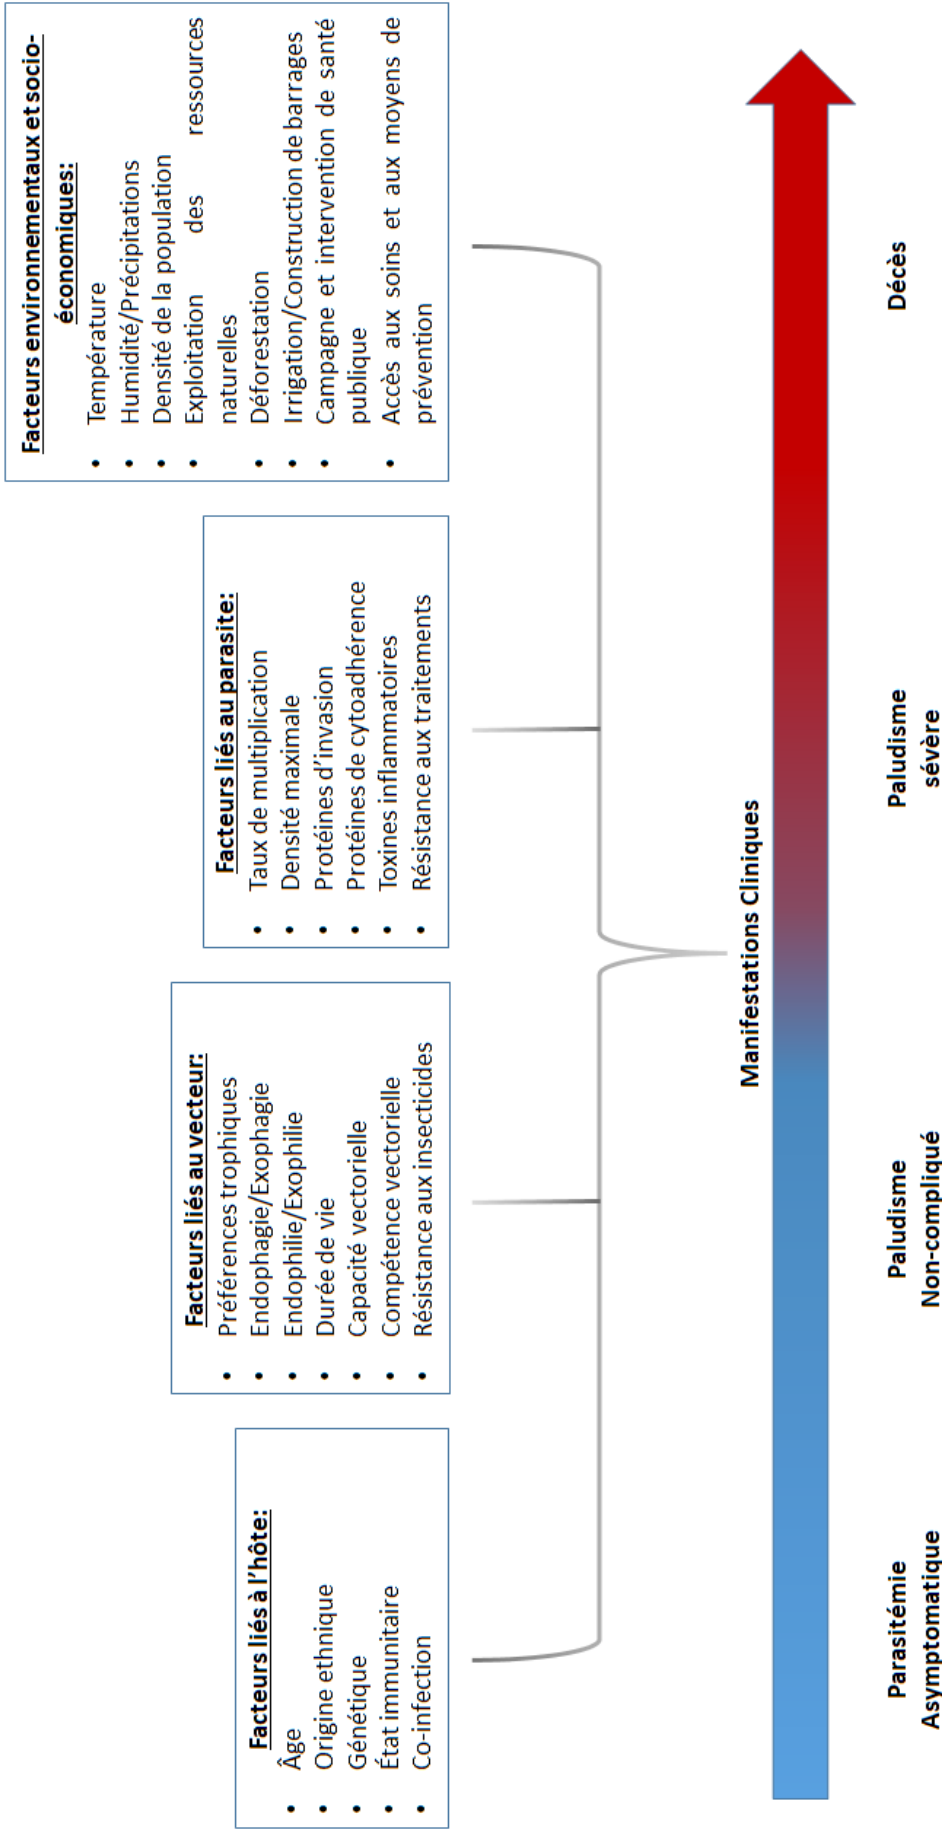 Facteurs liés à l'hôte:
• Âge
• Origine ethnique
• Génétique
• État immunitaire
• Co-infection
Facteurs liés au vecteur:
• Préférences trophiques
• Endophagie/Exophagie
• Endophilie/Exophilie
• Durée de vie
• Capacité vectorielle
• Compétence vectorielle
• Résistance aux insecticides
Facteurs liés au parasite:
• Taux de multiplication
• Densité maximale
• Protéines d'invasion
• Protéines de cytoadhérence
• Toxines inflammatoires
• Résistance aux traitements
Facteurs environnementaux et socio-
économiques:
• Température
• Humidité/Précipitations
• Densité de la population
• Exploitation des ressources
naturelles
• Déforestation
• Irrigation/Construction de barrages
• Campagne et intervention de santé
publique
• Accès aux soins et aux moyens de
prévention
Manifestations Cliniques
Parasitémie
Asymptomatique
Paludisme
Non-compliqué
Paludisme
sévère
Décès